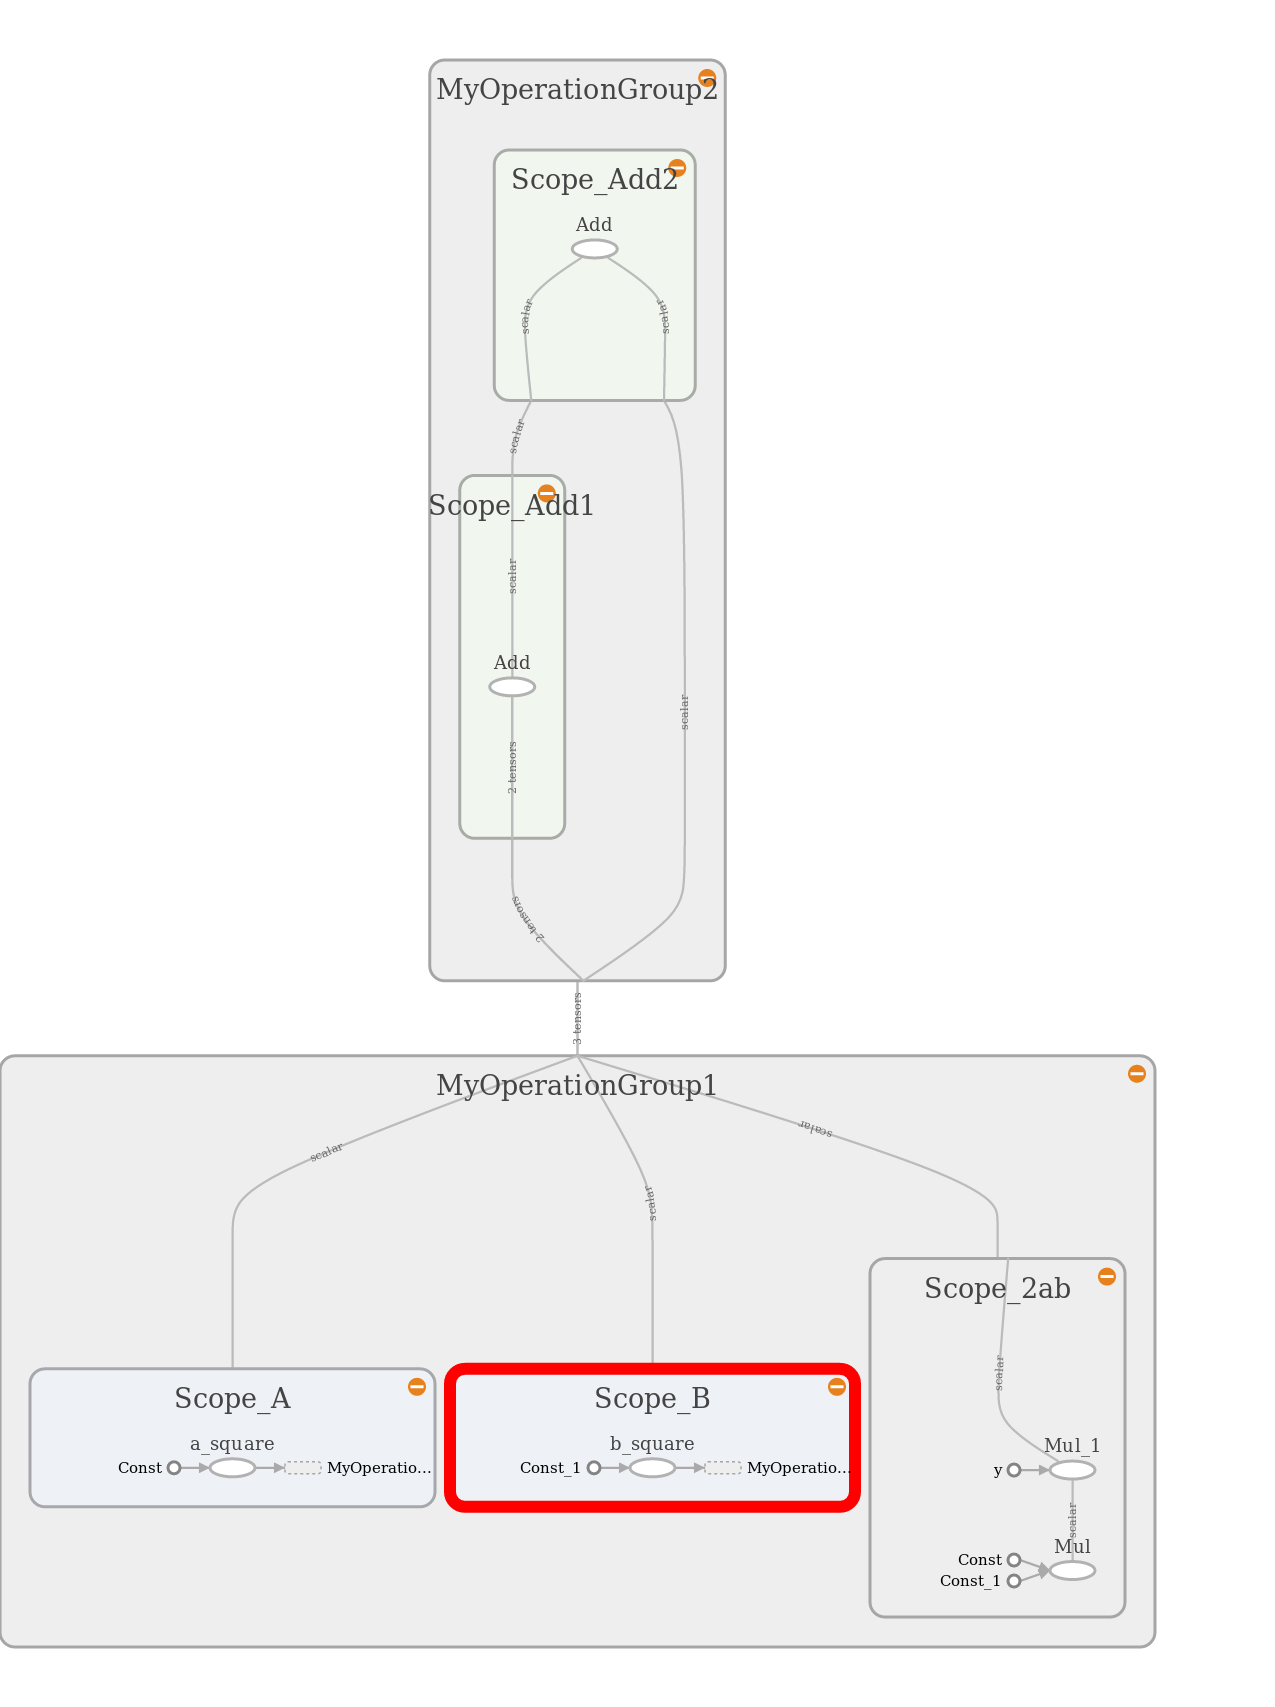 MyOperationGroup2
Scope_Add2
Add
scalar
scalar
scalar
Scope_Add1
scalar
Add
scalar
2 tensors
2 tensors
3 tensors
MyOperationGroup1
scalar
scalar
scalar
Scope_2ab
scalar
Scope_A
Scope_B
a_square
b_square
Mul_1
Const
MyOperatio...
Const_1
MyOperatio...
y
scalar
Mul
Const
Const_1